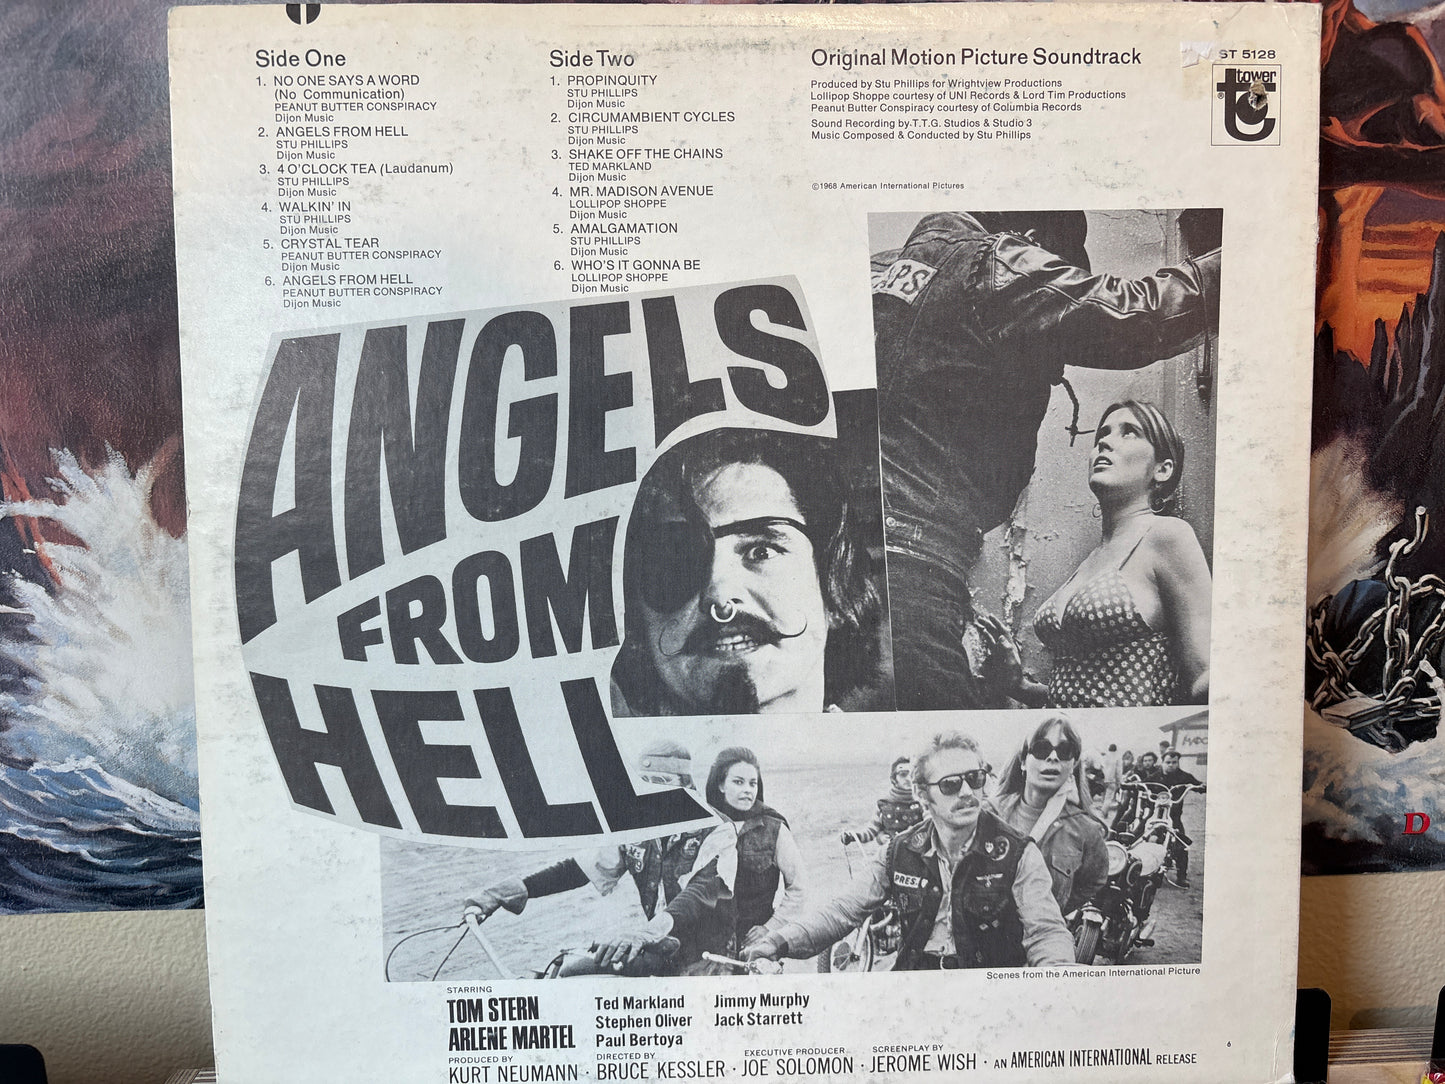 Side One
1. NO ONE SAYS A WORD
(No Communication)
PEANUT BUTTER CONSPIRACY
Dijon Music
2. ANGELS FROM HELL
STU PHILLIPS
Dijon Music
3. 4 O'CLOCK TEA (Laudanum)
STU PHILLIPS
Dijon Music
4. WALKIN' IN
STU PHILLIPS
Dijon Music
5. CRYSTAL TEAR
PEANUT BUTTER CONSPIRACY
Dijon Music
6. ANGELS FROM HELL
PEANUT BUTTER CONSPIRACY
Dijon Music
Side Two
1. PROPINQUITY
STU PHILLIPS
Dijon Music
2. CIRCUMAMBIENT CYCLES
STU PHILLIPS
Dijon Music
3. SHAKE OFF THE CHAINS
TED MARKLAND
Dijon Music
4. MR. MADISON AVENUE
LOLLIPOP SHOPPE
Dijon Music
5. AMALGAMATION
STU PHILLIPS
Dijon Music
6. WHO'S IT GONNA BE
LOLLIPOP SHOPPE
Dijon Music
Original Motion Picture Soundtrack
Produced by Stu Phillips for Wrightview Productions
Lollipop Shoppe courtesy of UNI Records & Lord Tim Productions
Peanut Butter Conspiracy courtesy of Columbia Records
Sound Recording by T.T.G. Studios & Studio 3
Music Composed & Conducted by Stu Phillips
©1968 American International Pictures
ST 5128
tower
®
ANGELS
FROM
HELL
PRES.
D
Scenes from the American International Picture
STARRING
TOM STERN
ARLENE MARTEL
Ted Markland
Stephen Oliver
Paul Bertoya
Jimmy Murphy
Jack Starrett
PRODUCED BY KURT NEUMANN · DIRECTED BY BRUCE KESSLER · EXECUTIVE PRODUCER JOE SOLOMON · SCREENPLAY BY JEROME WISH · AN AMERICAN INTERNATIONAL RELEASE
6